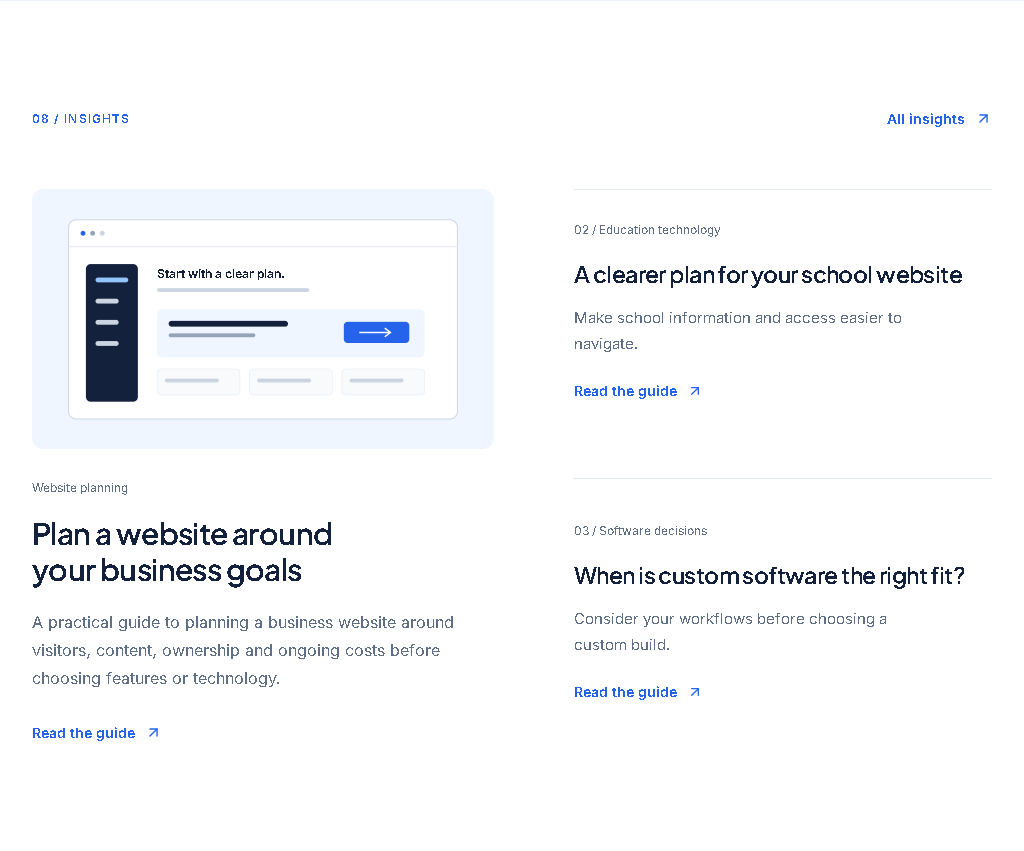 08 / INSIGHTS
All insights
Start with a clear plan.
Website planning
Plan a website around
your business goals
A practical guide to planning a business website around
visitors, content, ownership and ongoing costs before
choosing features or technology.
Read the guide
02 / Education technology
A clearer plan for your school website
Make school information and access easier to
navigate.
Read the guide
03 / Software decisions
When is custom software the right fit?
Consider your workflows before choosing a
custom build.
Read the guide